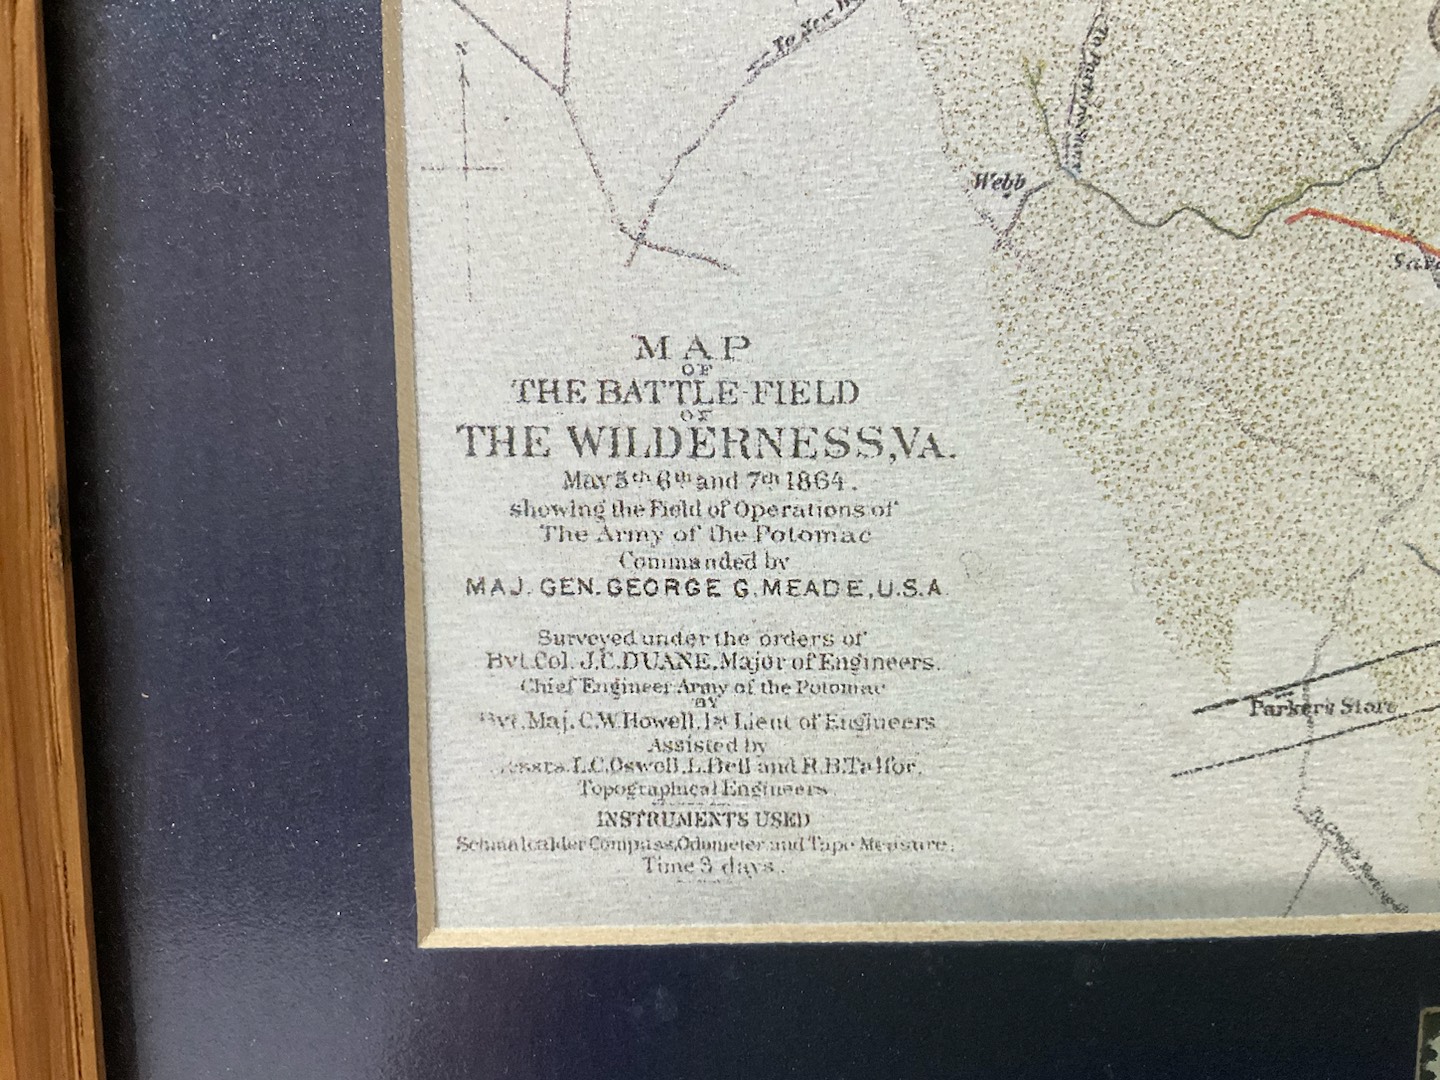 N
To New
Webb
MAP
OF
THE BATTLE-FIELD
OF
THE WILDERNESS, VA.
May 5th 6th and 7th 1864.
showing the Field of Operations of
The Army of the Potomac
Commanded by
MAJ. GEN. GEORGE G. MEADE, U.S.A
Surveyed under the orders of
Bvt. Col. J.C. DUANE, Major of Engineers.
Chief Engineer Army of the Potomac
BY
Bvt. Maj. C.W. Howell, 1st Lieut of Engineers
Assisted by
L.C. Oswell, L. Bell and R.B. Talfor.
Topographical Engineers.
INSTRUMENTS USED
Schmalcalder Compass, Odometer and Tape Measure.
Time 3 days.
Parker's Store